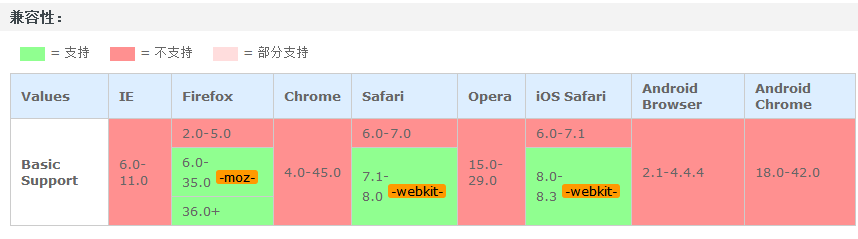 兼容性：
= 支持 = 不支持 = 部分支持
Values IE Firefox Chrome Safari Opera iOS Safari Android Browser Android Chrome
Basic Support
6.0-11.0
2.0-5.0
6.0-35.0 -moz-
36.0+
4.0-45.0
6.0-7.0
7.1-8.0 -webkit-
15.0-29.0
6.0-7.1
8.0-8.3 -webkit-
2.1-4.4.4
18.0-42.0